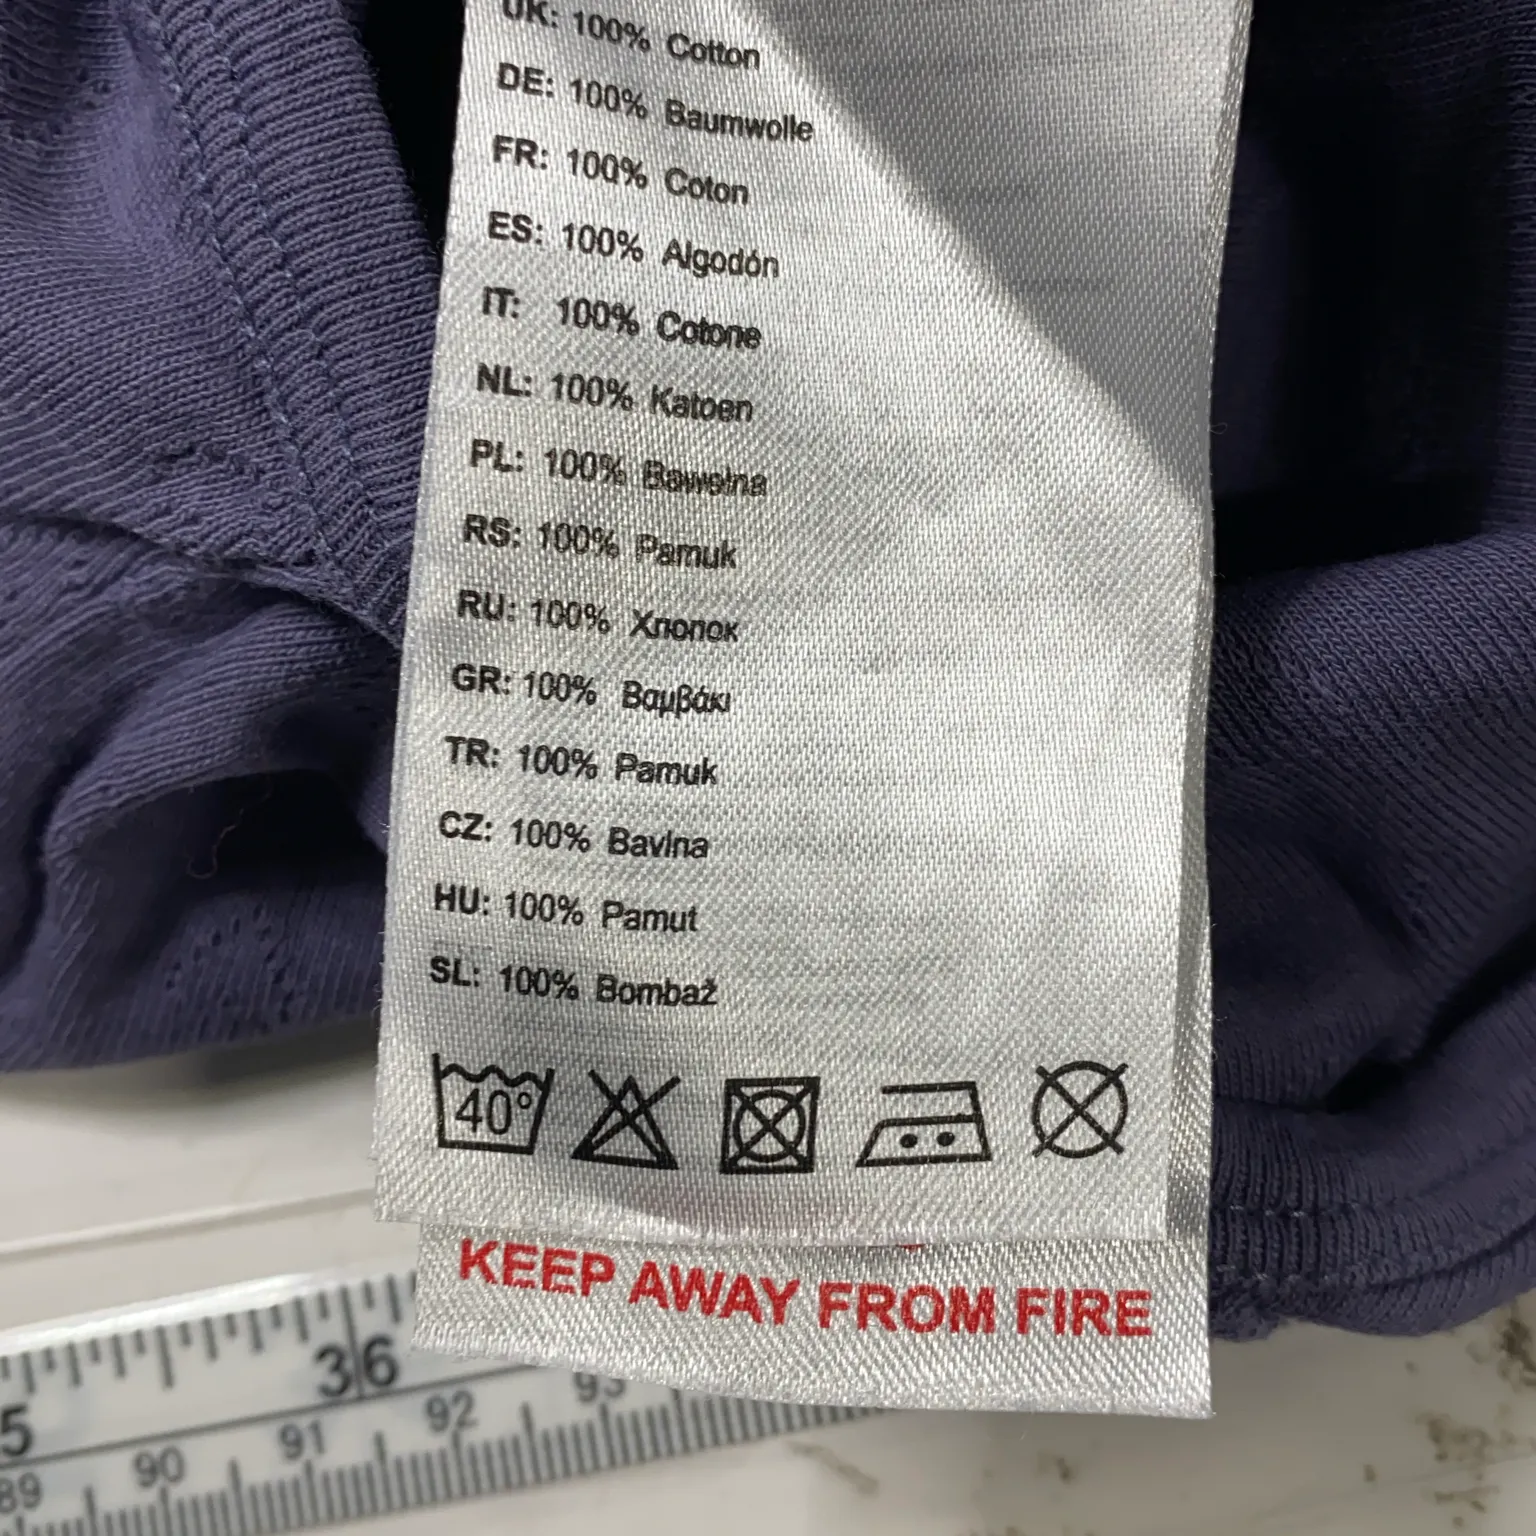 UK: 100% Cotton
DE: 100% Baumwolle
FR: 100% Coton
ES: 100% Algodón
IT: 100% Cotone
NL: 100% Katoen
PL: 100% Bawełna
RS: 100% Pamuk
RU: 100% Хлопок
GR: 100% Βαμβάκι
TR: 100% Pamuk
CZ: 100% Bavlna
HU: 100% Pamut
SL: 100% Bombaž
40°
KEEP AWAY FROM FIRE
36
5
89 90 91 92 93